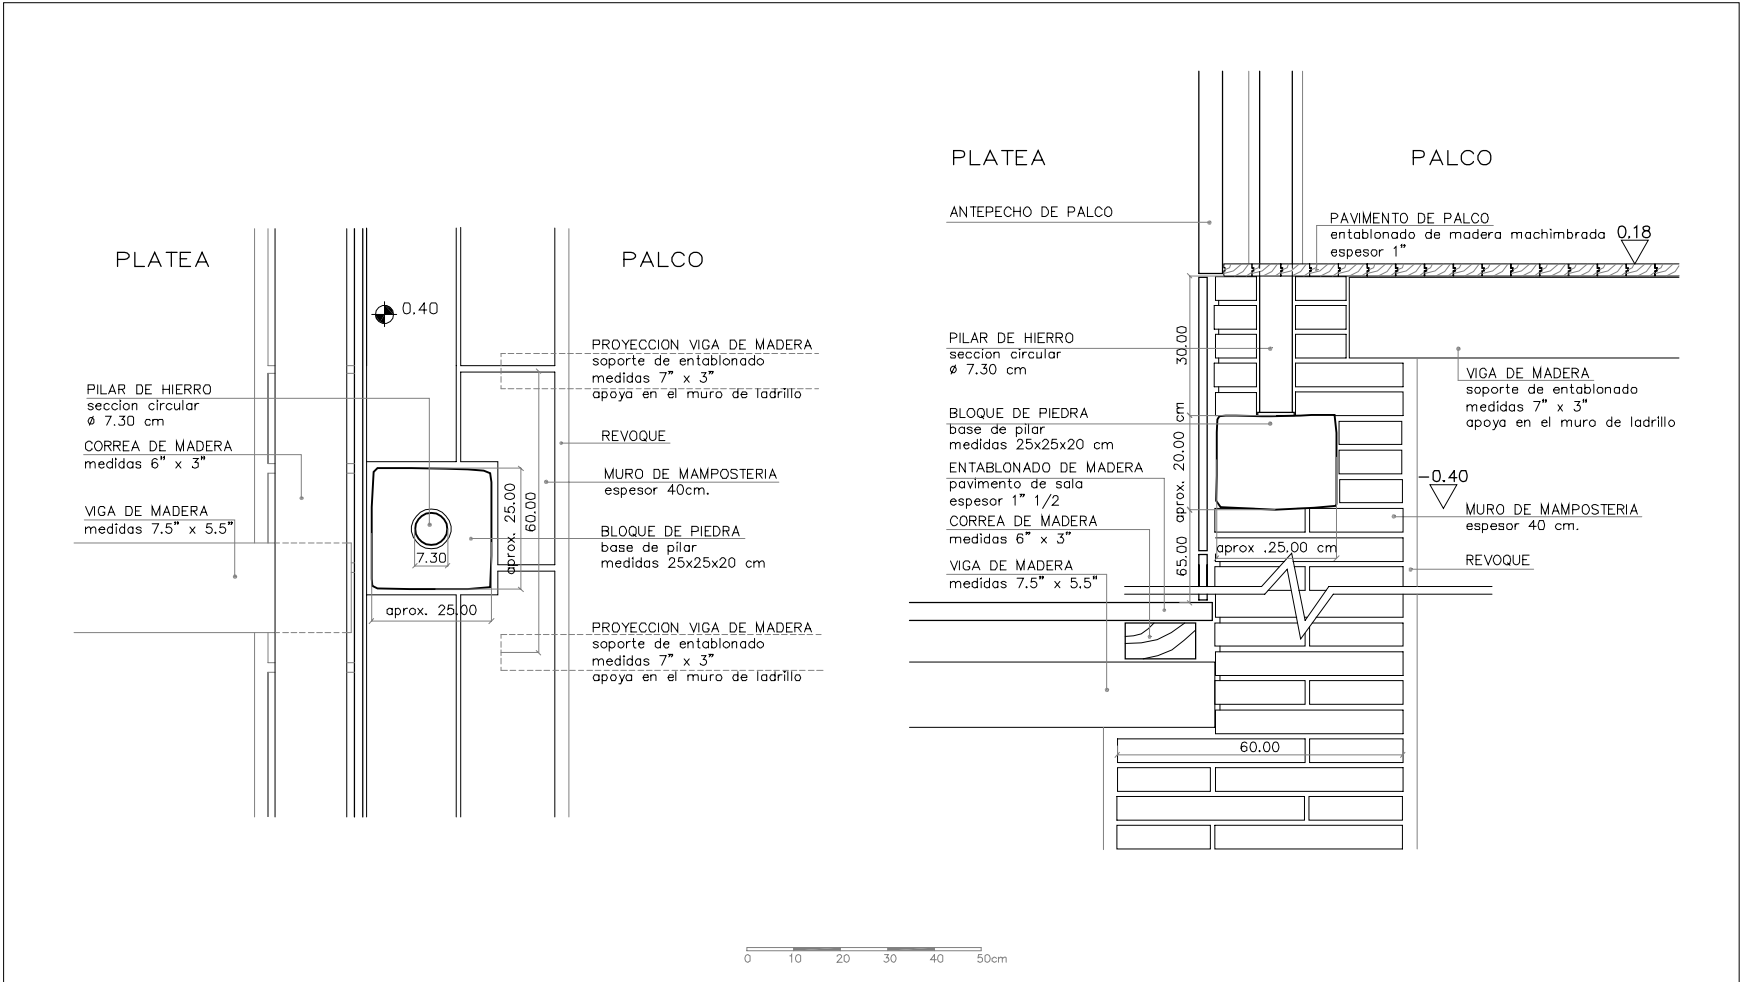 PLATEA
PALCO
0.40
PROYECCION VIGA DE MADERA
soporte de entablonado
medidas 7" x 3"
apoya en el muro de ladrillo
PILAR DE HIERRO
seccion circular
ø 7.30 cm
CORREA DE MADERA
medidas 6" x 3"
VIGA DE MADERA
medidas 7.5" x 5.5"
REVOQUE
MURO DE MAMPOSTERIA
espesor 40cm.
BLOQUE DE PIEDRA
base de pilar
medidas 25x25x20 cm
7.30
aprox. 25.00
60.00
aprox. 25.00
PROYECCION VIGA DE MADERA
soporte de entablonado
medidas 7" x 3"
apoya en el muro de ladrillo
PLATEA
PALCO
ANTEPECHO DE PALCO
PAVIMENTO DE PALCO
entablonado de madera machimbrada
espesor 1"
0.18
PILAR DE HIERRO
seccion circular
ø 7.30 cm
BLOQUE DE PIEDRA
base de pilar
medidas 25x25x20 cm
ENTABLONADO DE MADERA
pavimento de sala
espesor 1" 1/2
CORREA DE MADERA
medidas 6" x 3"
VIGA DE MADERA
medidas 7.5" x 5.5"
30.00
aprox. 20.00 cm
65.00
aprox .25.00 cm
VIGA DE MADERA
soporte de entablonado
medidas 7" x 3"
apoya en el muro de ladrillo
-0.40
MURO DE MAMPOSTERIA
espesor 40 cm.
REVOQUE
60.00
0 10 20 30 40 50cm